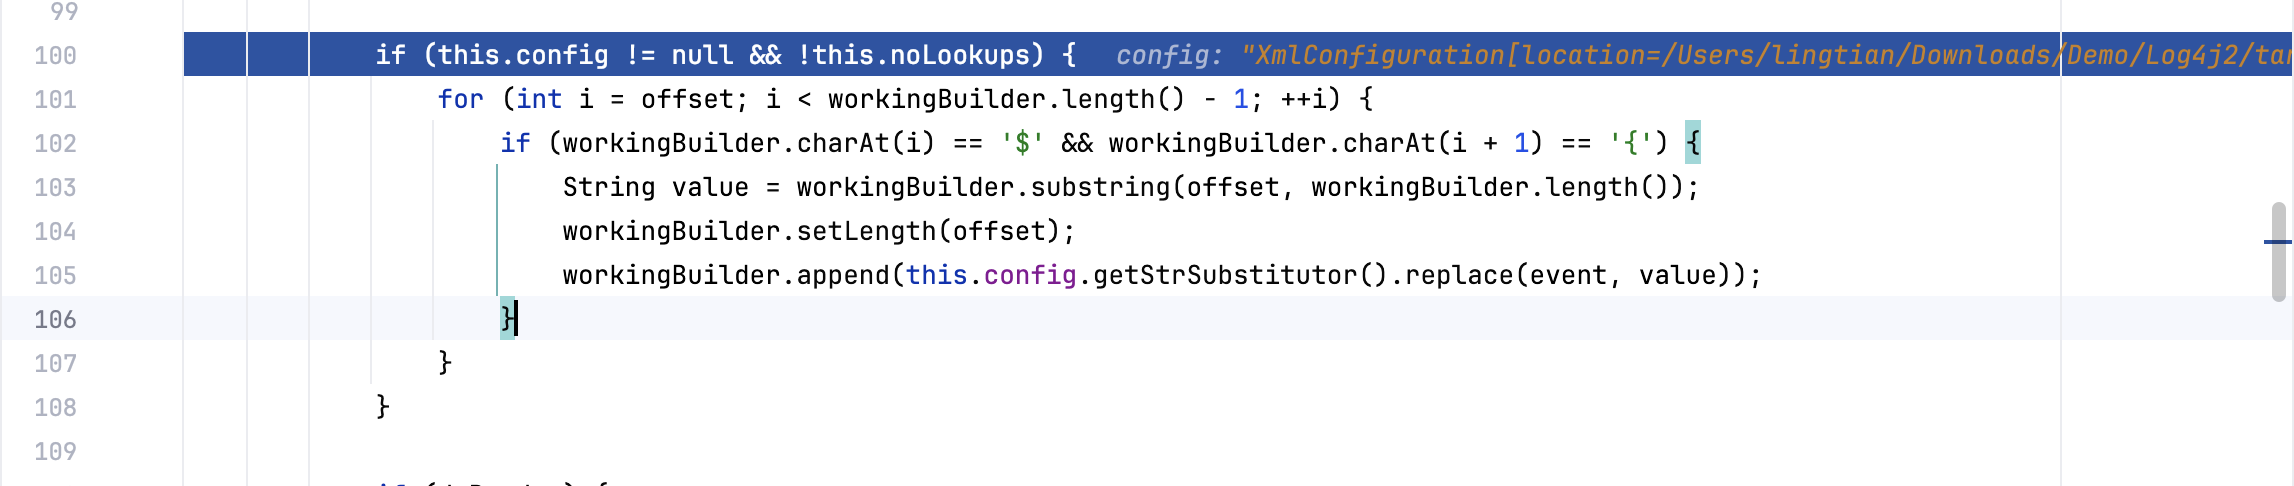 99
100 if (this.config != null && !this.noLookups) { config: "XmlConfiguration[location=/Users/lingtian/Downloads/Demo/Log4j2/tar
101 for (int i = offset; i < workingBuilder.length() - 1; ++i) {
102 if (workingBuilder.charAt(i) == '$' && workingBuilder.charAt(i + 1) == '{') {
103 String value = workingBuilder.substring(offset, workingBuilder.length());
104 workingBuilder.setLength(offset);
105 workingBuilder.append(this.config.getStrSubstitutor().replace(event, value));
106 }
107 }
108 }
109